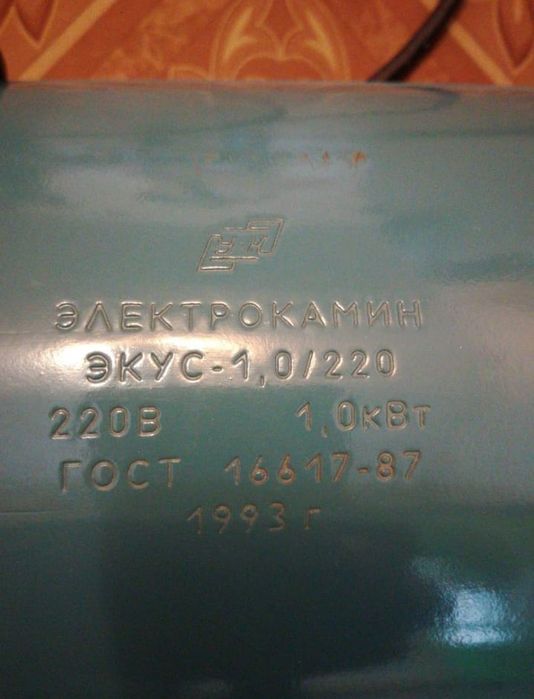 ЭЛЕКТРОКАМИН
ЭКУС-1,0/220
220В 1,0кВт
ГОСТ 16617-87
1993 г